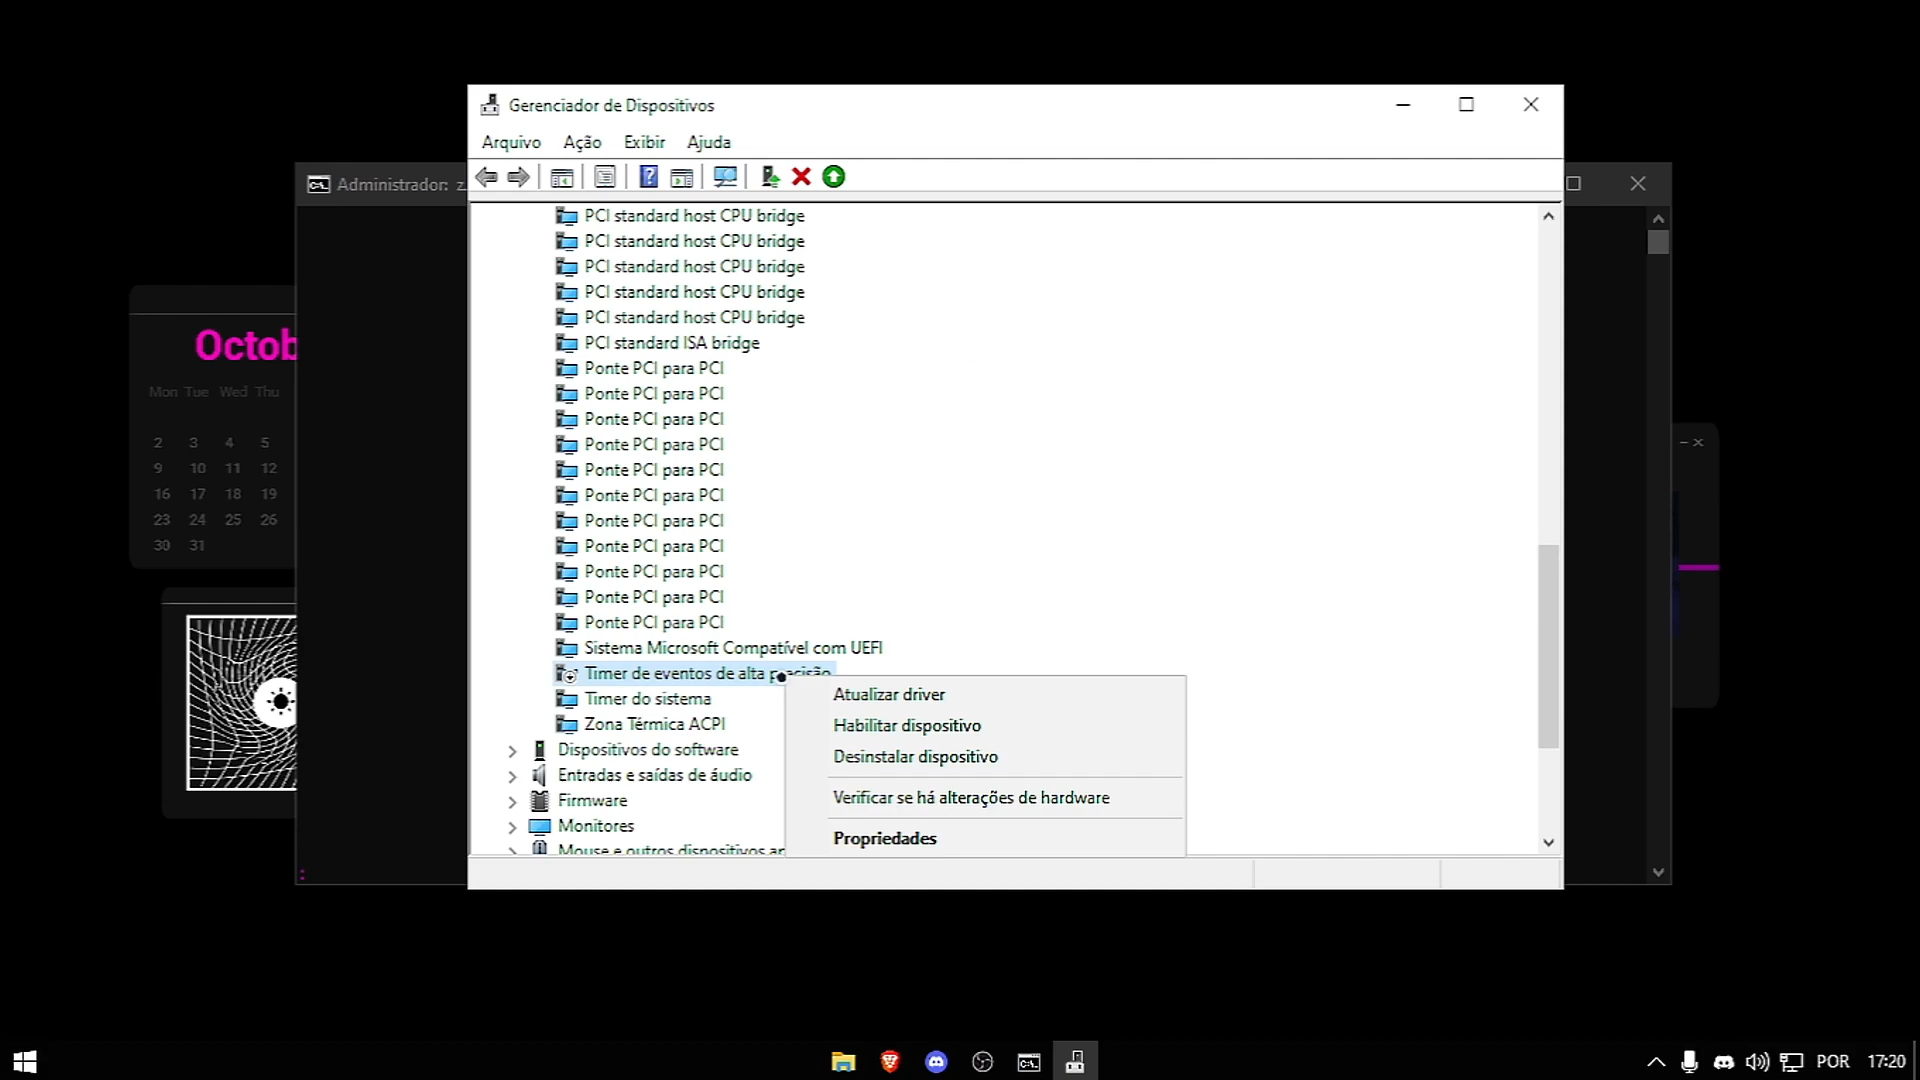 Gerenciador de Dispositivos
Arquivo Ação Exibir Ajuda
Administrador: z
PCI standard host CPU bridge
PCI standard host CPU bridge
PCI standard host CPU bridge
PCI standard host CPU bridge
PCI standard host CPU bridge
PCI standard ISA bridge
Ponte PCI para PCI
Ponte PCI para PCI
Ponte PCI para PCI
Ponte PCI para PCI
Ponte PCI para PCI
Ponte PCI para PCI
Ponte PCI para PCI
Ponte PCI para PCI
Ponte PCI para PCI
Ponte PCI para PCI
Ponte PCI para PCI
Sistema Microsoft Compatível com UEFI
Timer de eventos de alta precisão
Timer do sistema
Zona Térmica ACPI
Dispositivos do software
Entradas e saídas de áudio
Firmware
Monitores
Mouse e outros dispositivos ap
Atualizar driver
Habilitar dispositivo
Desinstalar dispositivo
Verificar se há alterações de hardware
Propriedades
Octob
Mon Tue Wed Thu
2 3 4 5
9 10 11 12
16 17 18 19
23 24 25 26
30 31
:
POR 17:20